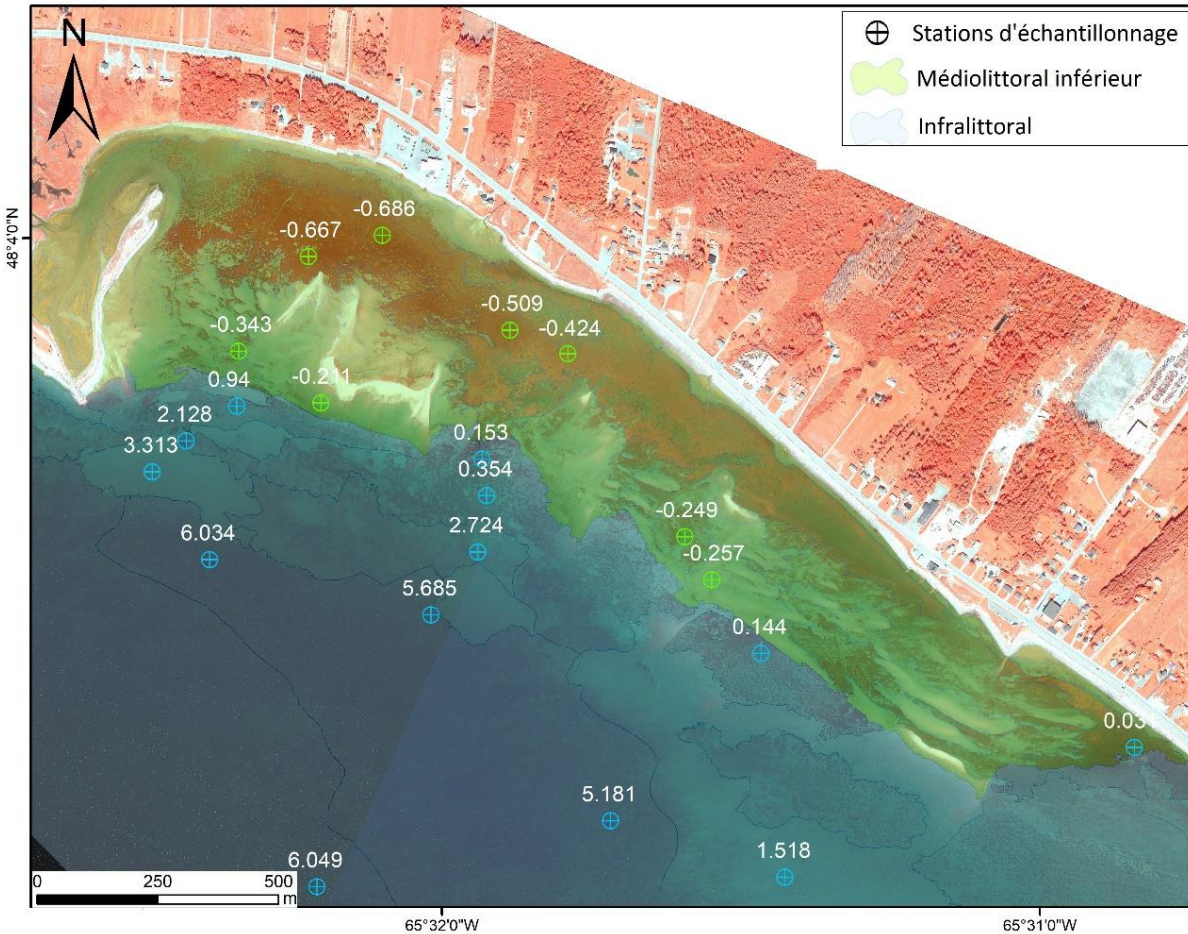 N
Stations d'échantillonnage
Médiolittoral inférieur
Infralittoral
48°4'0"N
-0.686
-0.667
-0.509
-0.424
-0.343
-0.211
0.94
2.128
0.153
3.313
0.354
-0.249
2.724
6.034
-0.257
5.685
0.144
5.181
1.518
6.049
0 250 500
m
65°32'0"W 65°31'0"W